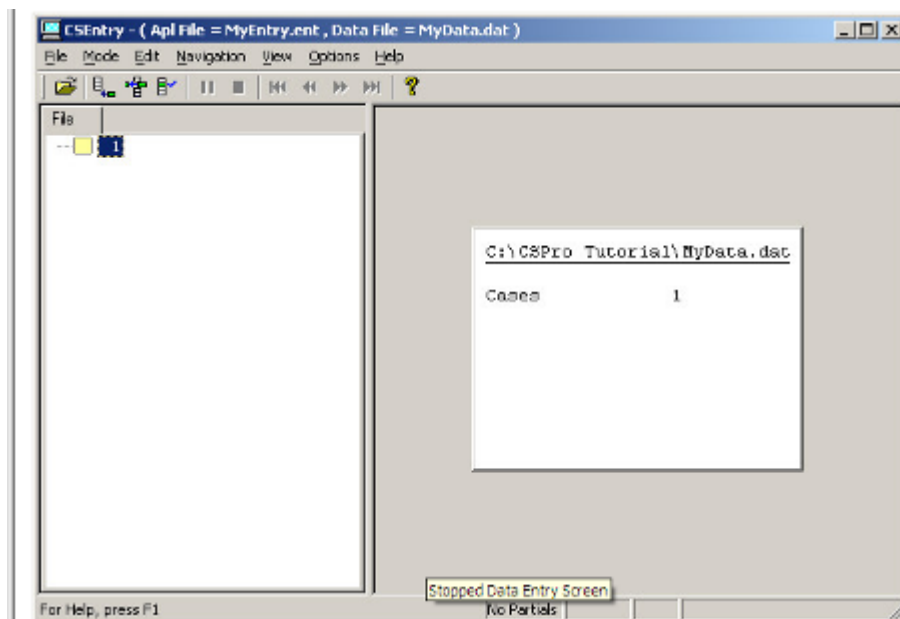 CSEntry - ( Apl File = MyEntry.ent , Data File = MyData.dat )
File Mode Edit Navigation View Options Help
File
1
C:\CSPro Tutorial\MyData.dat
Cases 1
Stopped Data Entry Screen
For Help, press F1 No Partials